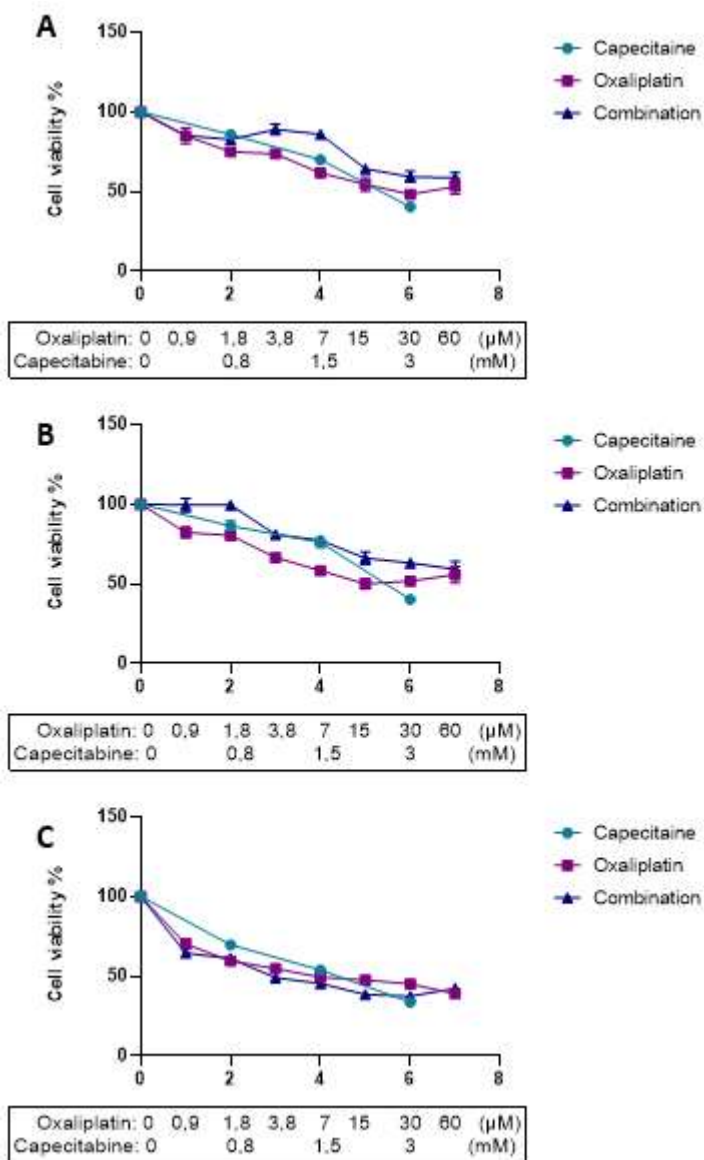 A
150
100
50
0
Cell viability %
0 2 4 6 8
Capecitaine
Oxaliplatin
Combination
Oxaliplatin: 0 0,9 1,8 3,8 7 15 30 60 (µM)
Capecitabine: 0 0,8 1,5 3 (mM)
B
150
100
50
0
Cell viability %
0 2 4 6 8
Capecitaine
Oxaliplatin
Combination
Oxaliplatin: 0 0,9 1,8 3,8 7 15 30 60 (µM)
Capecitabine: 0 0,8 1,5 3 (mM)
C
150
100
50
0
Cell viability %
0 2 4 6 8
Capecitaine
Oxaliplatin
Combination
Oxaliplatin: 0 0,9 1,8 3,8 7 15 30 60 (µM)
Capecitabine: 0 0,8 1,5 3 (mM)